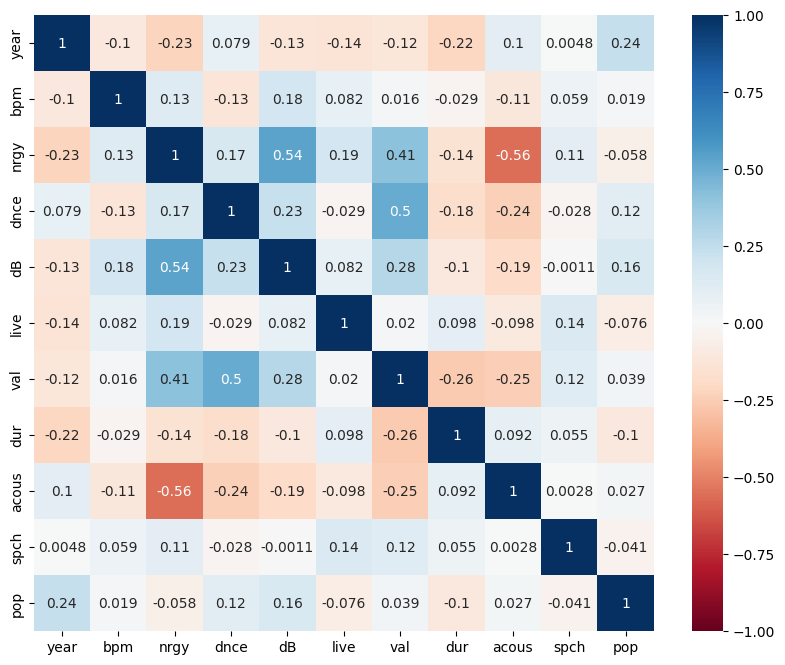 year 1 -0.1 -0.23 0.079 -0.13 -0.14 -0.12 -0.22 0.1 0.0048 0.24
bpm -0.1 1 0.13 -0.13 0.18 0.082 0.016 -0.029 -0.11 0.059 0.019
nrgy -0.23 0.13 1 0.17 0.54 0.19 0.41 -0.14 -0.56 0.11 -0.058
dnce 0.079 -0.13 0.17 1 0.23 -0.029 0.5 -0.18 -0.24 -0.028 0.12
dB -0.13 0.18 0.54 0.23 1 0.082 0.28 -0.1 -0.19 -0.0011 0.16
live -0.14 0.082 0.19 -0.029 0.082 1 0.02 0.098 -0.098 0.14 -0.076
val -0.12 0.016 0.41 0.5 0.28 0.02 1 -0.26 -0.25 0.12 0.039
dur -0.22 -0.029 -0.14 -0.18 -0.1 0.098 -0.26 1 0.092 0.055 -0.1
acous 0.1 -0.11 -0.56 -0.24 -0.19 -0.098 -0.25 0.092 1 0.0028 0.027
spch 0.0048 0.059 0.11 -0.028 -0.0011 0.14 0.12 0.055 0.0028 1 -0.041
pop 0.24 0.019 -0.058 0.12 0.16 -0.076 0.039 -0.1 0.027 -0.041 1
year bpm nrgy dnce dB live val dur acous spch pop
1.00
0.75
0.50
0.25
0.00
−0.25
−0.50
−0.75
−1.00